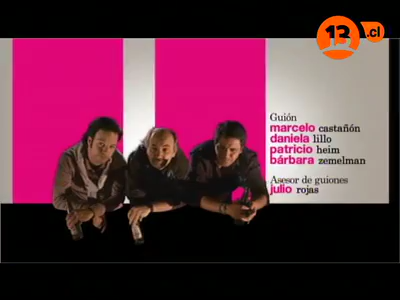 13.cl
Guión
marcelo castañón
daniela lillo
patricio heim
bárbara zemelman
Asesor de guiones
julio rojas